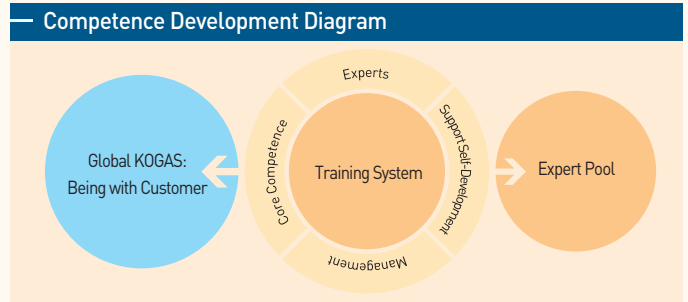 Competence Development Diagram
Experts
Global KOGAS:
Being with Customer
Core Competence
Training System
Support Self-Development
Expert Pool
Management